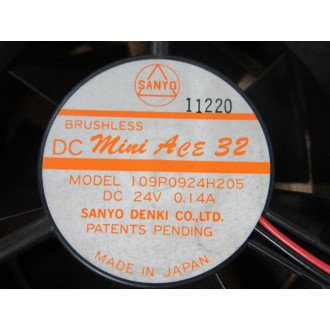 SANYO
11220
BRUSHLESS
DC Mini Ace 32
MODEL 109P0924H205
DC 24V 0.14A
SANYO DENKI CO.,LTD.
PATENTS PENDING
MADE IN JAPAN